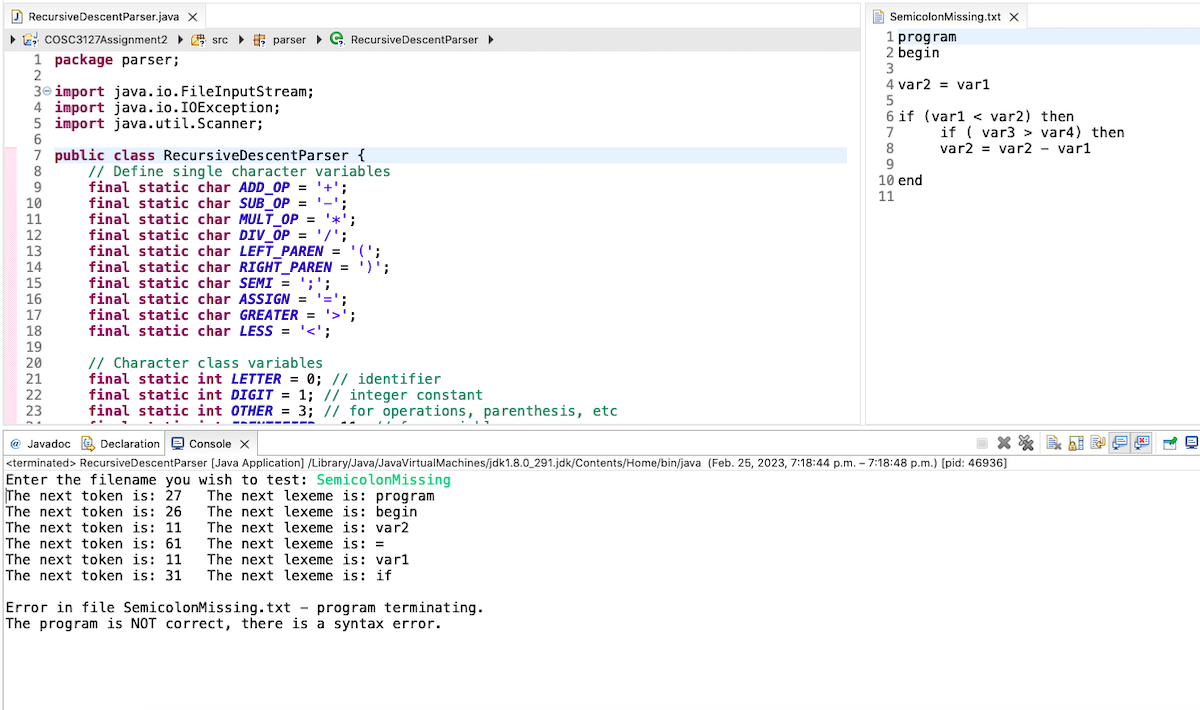 RecursiveDescentParser.java
COSC3127Assignment2 src parser RecursiveDescentParser
1 package parser;
2
3 import java.io.FileInputStream;
4 import java.io.IOException;
5 import java.util.Scanner;
6
7 public class RecursiveDescentParser {
8 // Define single character variables
9 final static char ADD_OP = '+';
10 final static char SUB_OP = '-';
11 final static char MULT_OP = '*';
12 final static char DIV_OP = '/';
13 final static char LEFT_PAREN = '(';
14 final static char RIGHT_PAREN = ')';
15 final static char SEMI = ';';
16 final static char ASSIGN = '=';
17 final static char GREATER = '>';
18 final static char LESS = '<';
19
20 // Character class variables
21 final static int LETTER = 0; // identifier
22 final static int DIGIT = 1; // integer constant
23 final static int OTHER = 3; // for operations, parenthesis, etc
SemicolonMissing.txt
1 program
2 begin
3
4 var2 = var1
5
6 if (var1 < var2) then
7 if ( var3 > var4) then
8 var2 = var2 - var1
9
10 end
11
@ Javadoc Declaration Console
<terminated> RecursiveDescentParser [Java Application] /Library/Java/JavaVirtualMachines/jdk1.8.0_291.jdk/Contents/Home/bin/java (Feb. 25, 2023, 7:18:44 p.m. – 7:18:48 p.m.) [pid: 46936]
Enter the filename you wish to test: SemicolonMissing
The next token is: 27 The next lexeme is: program
The next token is: 26 The next lexeme is: begin
The next token is: 11 The next lexeme is: var2
The next token is: 61 The next lexeme is: =
The next token is: 11 The next lexeme is: var1
The next token is: 31 The next lexeme is: if
Error in file SemicolonMissing.txt - program terminating.
The program is NOT correct, there is a syntax error.